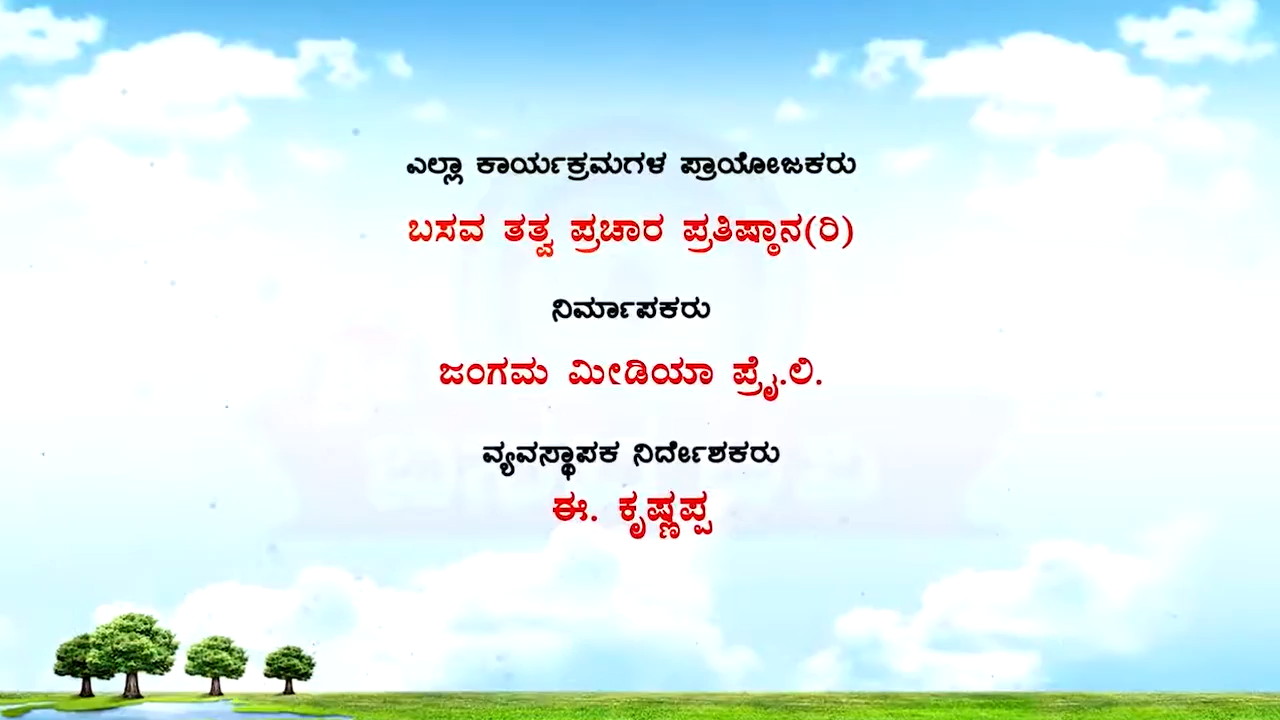 ಎಲ್ಲಾ ಕಾರ್ಯಕ್ರಮಗಳ ಪ್ರಾಯೋಜಕರು
ಬಸವ ತತ್ವ ಪ್ರಚಾರ ಪ್ರತಿಷ್ಠಾನ(ರಿ)
ನಿರ್ಮಾಪಕರು
ಜಂಗಮ ಮೀಡಿಯಾ ಪ್ರೈ.ಲಿ.
ವ್ಯವಸ್ಥಾಪಕ ನಿರ್ದೇಶಕರು
ಈ. ಕೃಷ್ಣಪ್ಪ